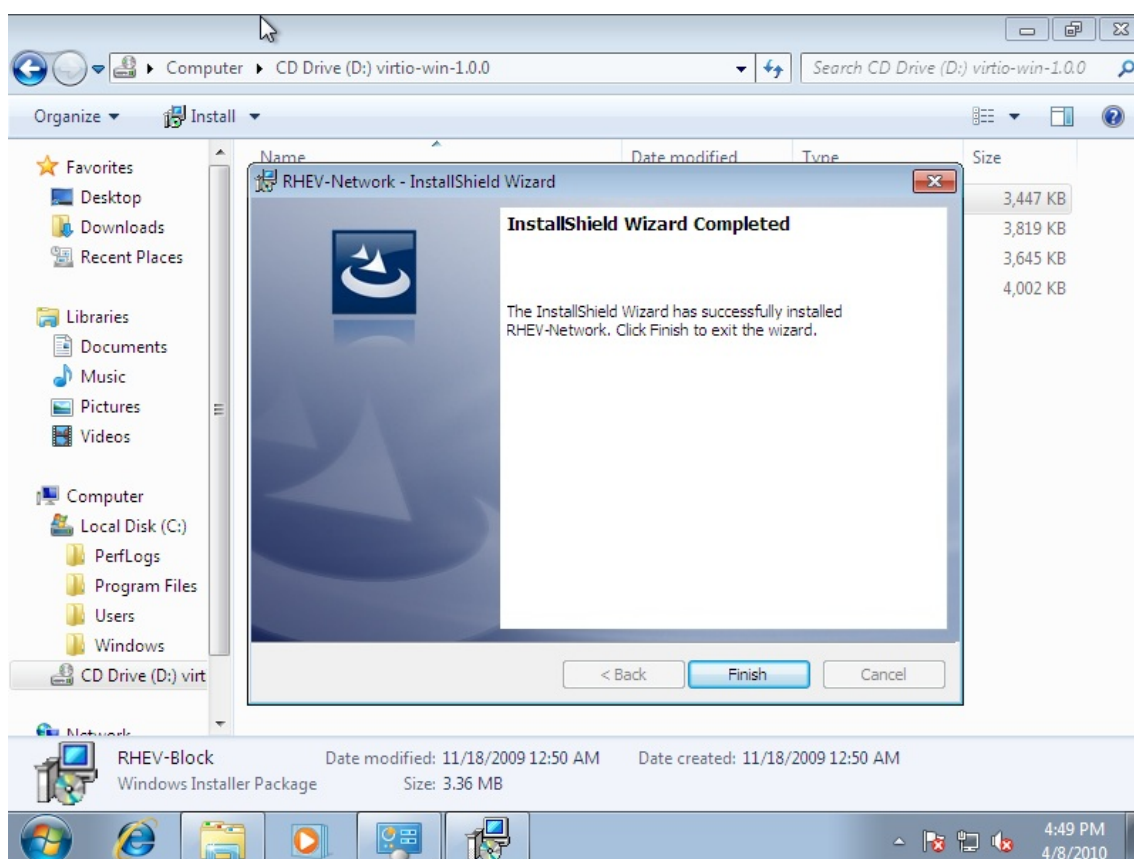 Computer ▸ CD Drive (D:) virtio-win-1.0.0
Search CD Drive (D:) virtio-win-1.0.0
Organize
Install
Favorites
Desktop
Downloads
Recent Places
Libraries
Documents
Music
Pictures
Videos
Computer
Local Disk (C:)
PerfLogs
Program Files
Users
Windows
CD Drive (D:) virt
Network
Name Date modified Type Size
3,447 KB
3,819 KB
3,645 KB
4,002 KB
RHEV-Network - InstallShield Wizard
InstallShield Wizard Completed
The InstallShield Wizard has successfully installed
RHEV-Network. Click Finish to exit the wizard.
< Back Finish Cancel
RHEV-Block Date modified: 11/18/2009 12:50 AM Date created: 11/18/2009 12:50 AM
Windows Installer Package Size: 3.36 MB
4:49 PM
4/8/2010